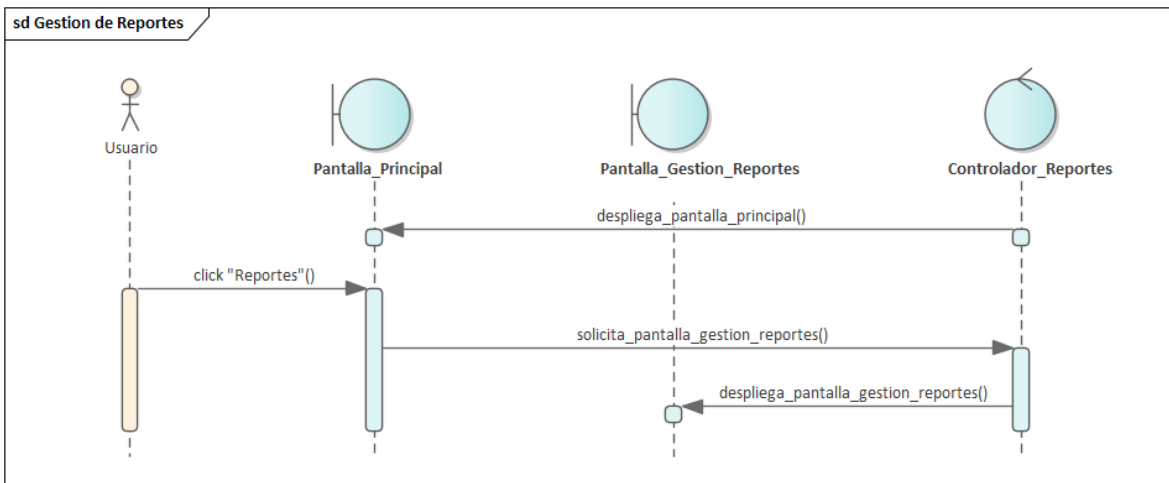 sd Gestion de Reportes
Usuario
Pantalla_Principal
Pantalla_Gestion_Reportes
Controlador_Reportes
despliega_pantalla_principal()
click "Reportes"()
solicita_pantalla_gestion_reportes()
despliega_pantalla_gestion_reportes()